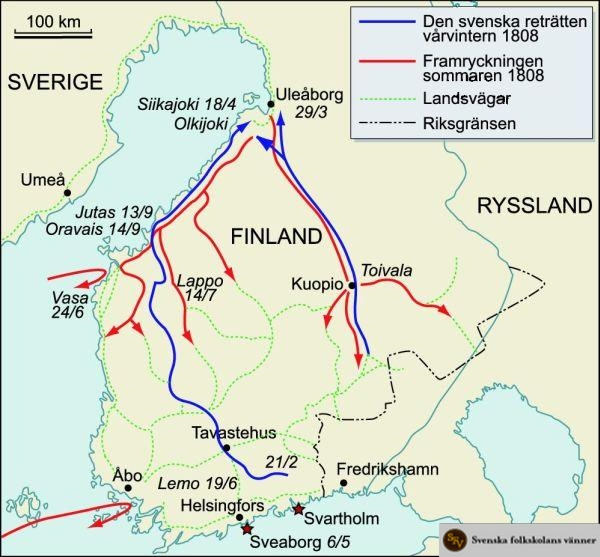 100 km
Den svenska reträtten
vårvintern 1808
Framryckningen
sommaren 1808
Landsvägar
Riksgränsen
SVERIGE
Siikajoki 18/4
Olkijoki
Uleåborg
29/3
Umeå
Jutas 13/9
Oravais 14/9
FINLAND
RYSSLAND
Vasa
24/6
Lappo
14/7
Kuopio
Toivala
Tavastehus
21/2
Åbo
Lemo 19/6
Fredrikshamn
Helsingfors
Svartholm
Sveaborg 6/5
SFV
Svenska folkskolans vänner